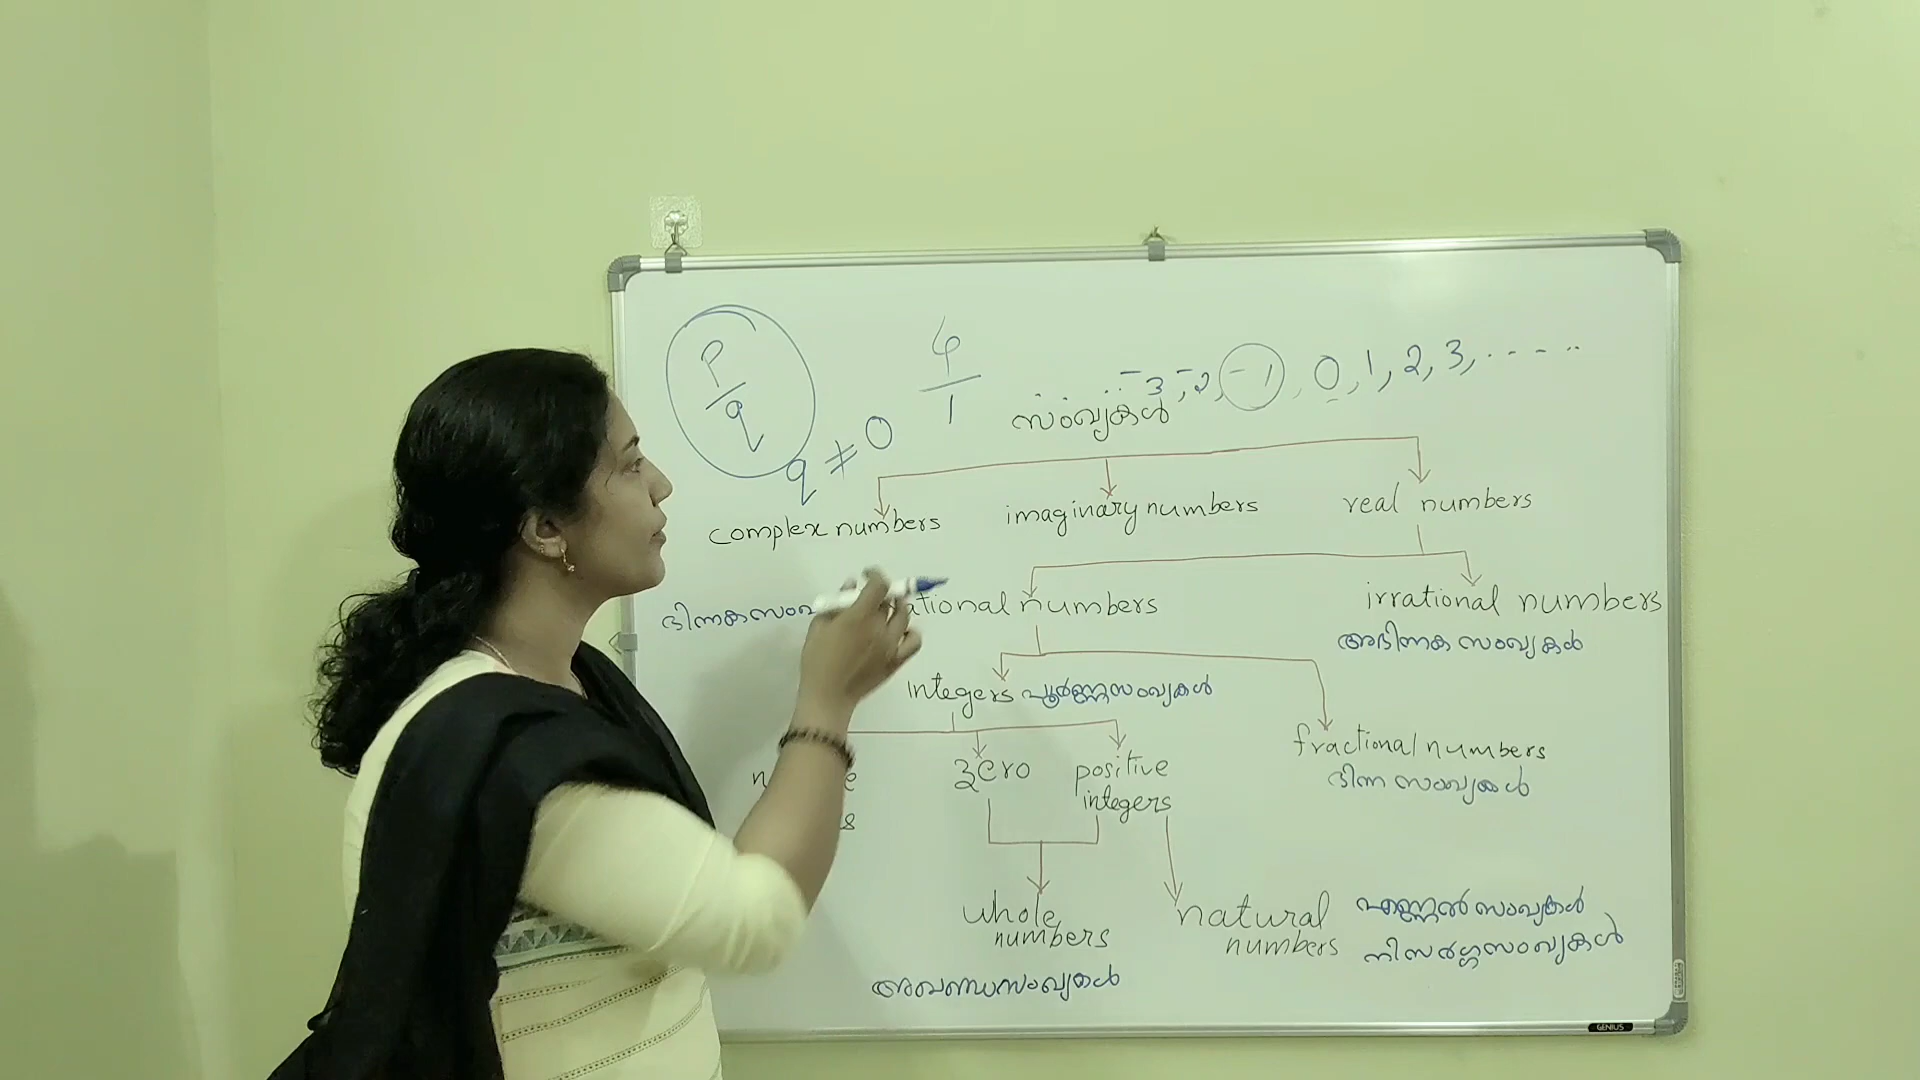 p/q
q ≠ 0
φ/1
..... -3, -2, -1, 0, 1, 2, 3, .....
സംഖ്യകൾ
complex numbers
imaginary numbers
real numbers
numbers
irrational numbers
അഭിന്നക സംഖ്യകൾ
Integers പൂർണ്ണസംഖ്യകൾ
fractional numbers
ഭിന്ന സംഖ്യകൾ
zero
positive
integers
whole
numbers
അഖണ്ഡസംഖ്യകൾ
natural
numbers
എണ്ണൽ സംഖ്യകൾ
നിസർഗ്ഗസംഖ്യകൾ
GENIUS